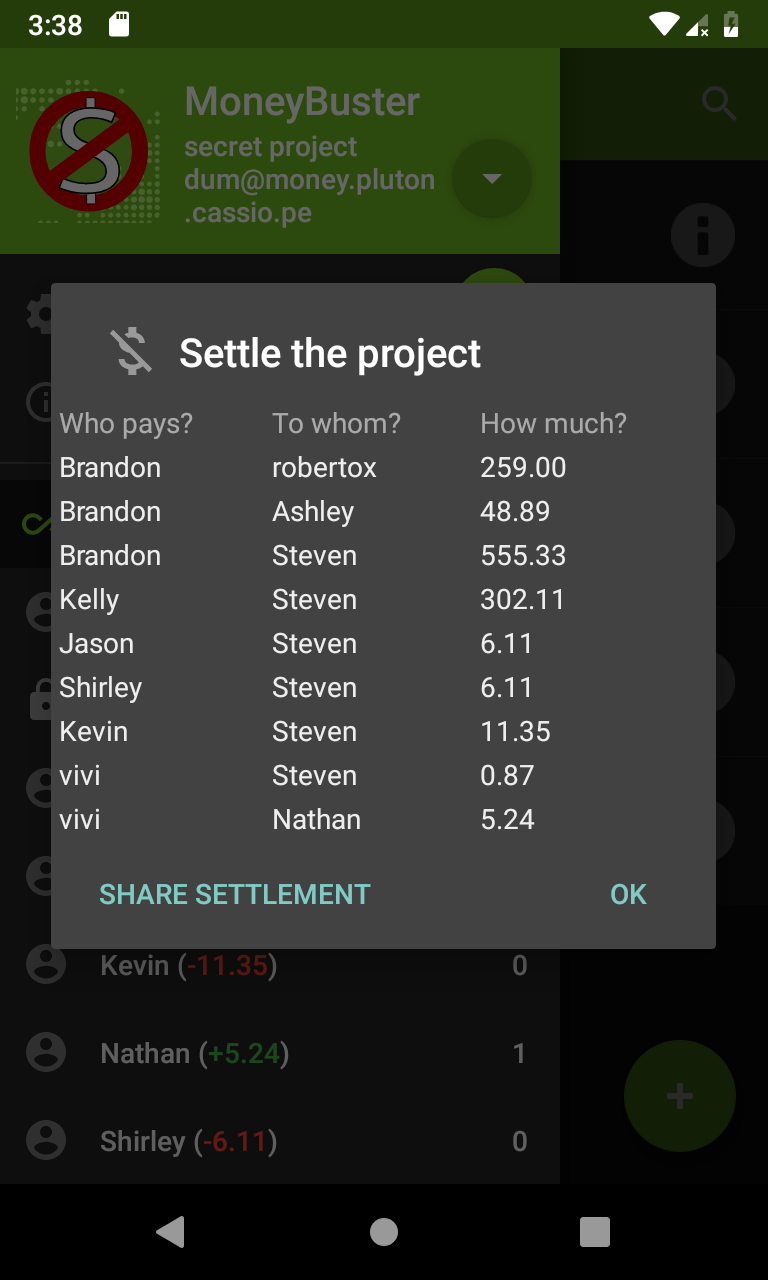 3:38
MoneyBuster
secret project
dum@money.pluton
.cassio.pe
Settle the project
Who pays? To whom? How much?
Brandon robertox 259.00
Brandon Ashley 48.89
Brandon Steven 555.33
Kelly Steven 302.11
Jason Steven 6.11
Shirley Steven 6.11
Kevin Steven 11.35
vivi Steven 0.87
vivi Nathan 5.24
SHARE SETTLEMENT OK
Kevin (-11.35) 0
Nathan (+5.24) 1
Shirley (-6.11) 0